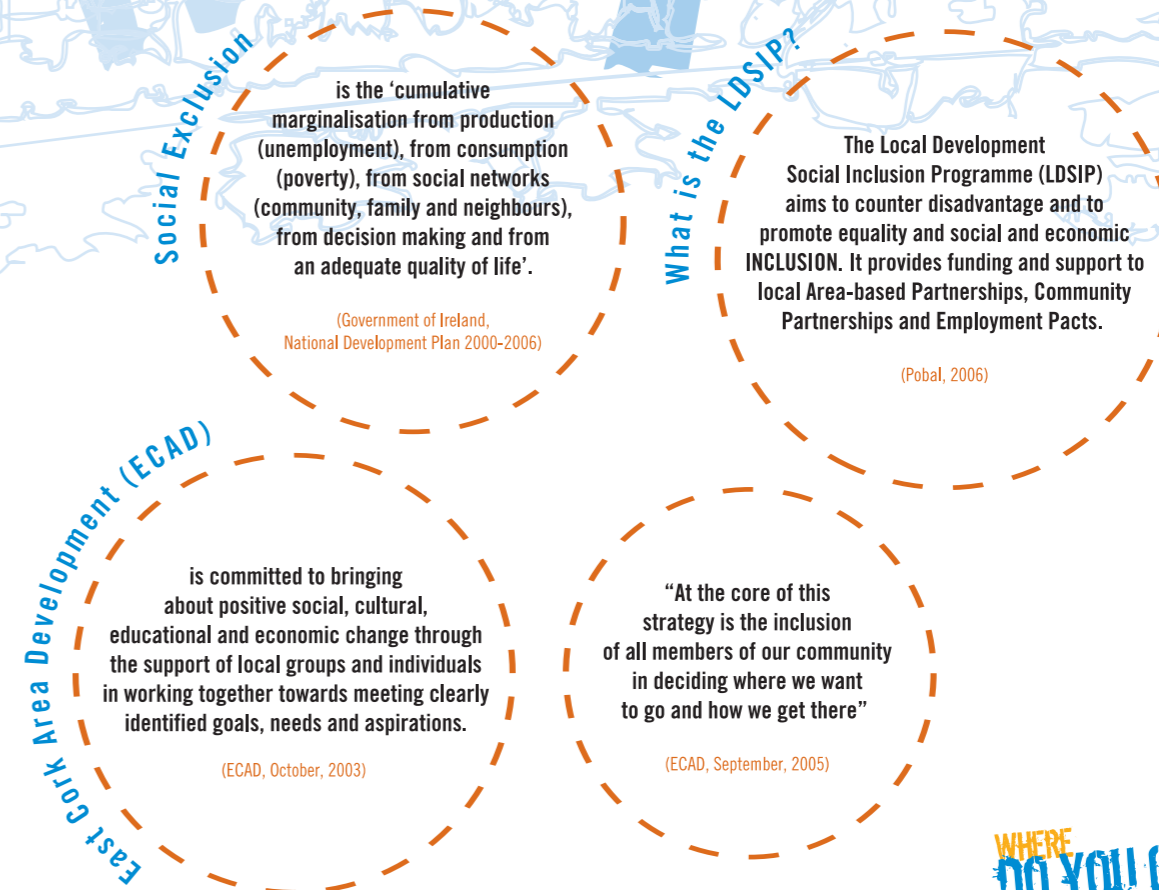 Social Exclusion
is the ‘cumulative
marginalisation from production
(unemployment), from consumption
(poverty), from social networks
(community, family and neighbours),
from decision making and from
an adequate quality of life’.
(Government of Ireland,
National Development Plan 2000-2006)
What is the LDSIP?
The Local Development
Social Inclusion Programme (LDSIP)
aims to counter disadvantage and to
promote equality and social and economic
INCLUSION. It provides funding and support to
local Area-based Partnerships, Community
Partnerships and Employment Pacts.
(Pobal, 2006)
East Cork Area Development (ECAD)
is committed to bringing
about positive social, cultural,
educational and economic change through
the support of local groups and individuals
in working together towards meeting clearly
identified goals, needs and aspirations.
(ECAD, October, 2003)
“At the core of this
strategy is the inclusion
of all members of our community
in deciding where we want
to go and how we get there”
(ECAD, September, 2005)
WHERE
DO YOU